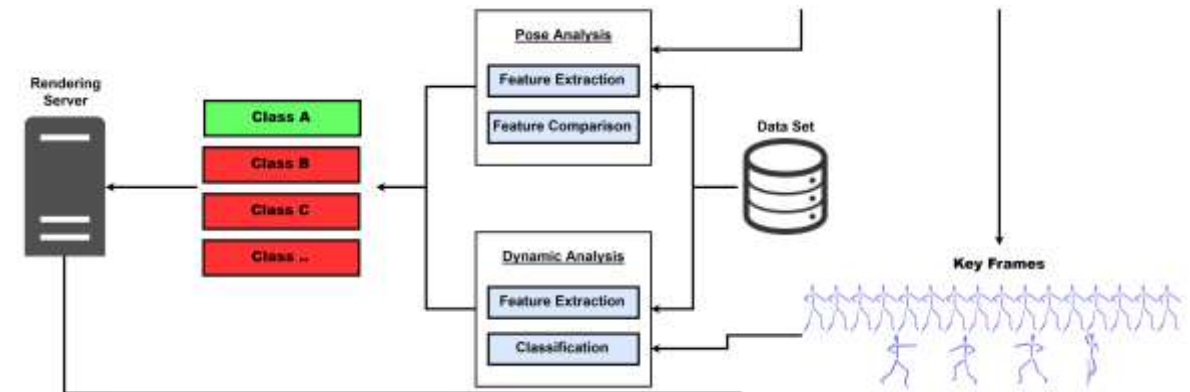 Pose Analysis
Feature Extraction
Feature Comparison
Rendering
Server
Class A
Class B
Class C
Class ..
Data Set
Dynamic Analysis
Feature Extraction
Classification
Key Frames